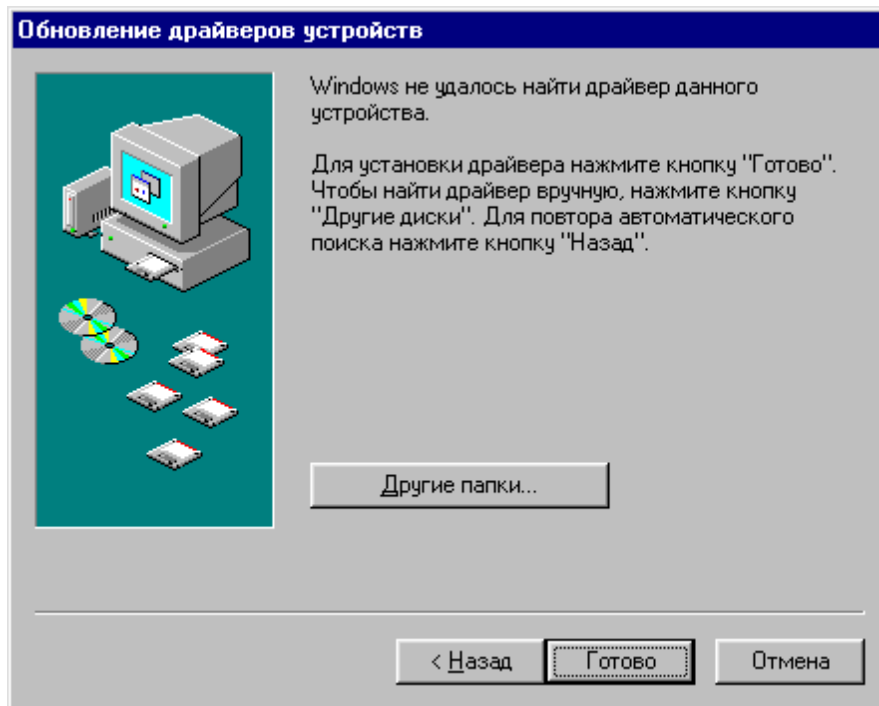 Обновление драйверов устройств
Windows не удалось найти драйвер данного
устройства.
Для установки драйвера нажмите кнопку "Готово".
Чтобы найти драйвер вручную, нажмите кнопку
"Другие диски". Для повтора автоматического
поиска нажмите кнопку "Назад".
Другие папки...
< Назад
Готово
Отмена